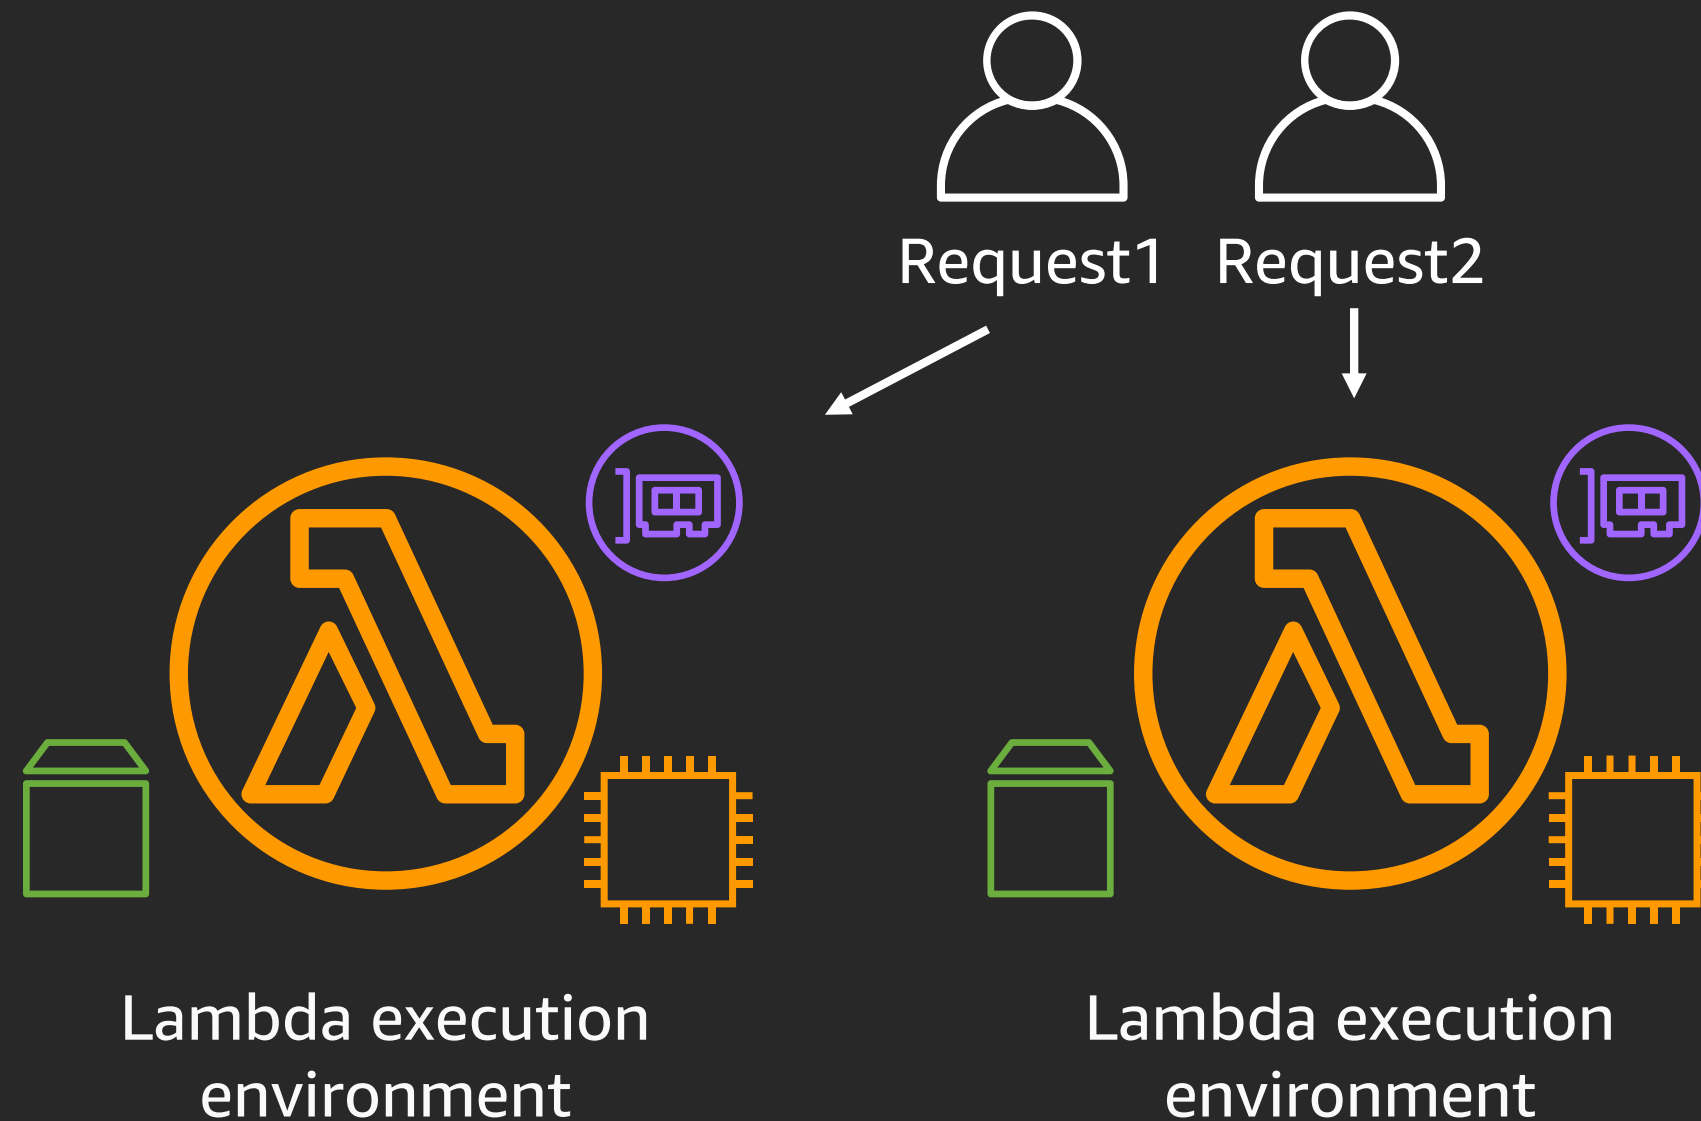 Request1
Request2
Lambda execution
environment
Lambda execution
environment